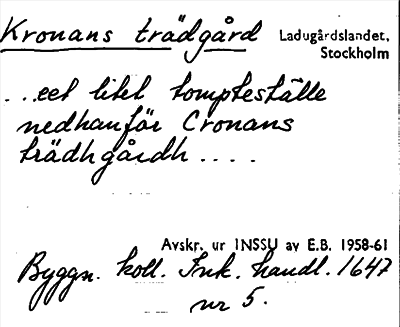 Kronans trädgård
Ladugårdslandet,
Stockholm
...eet litet tompteställe
nedhanför Cronans
trädhgårdh ....
Avskr. ur INSSU av E.B. 1958-61
Byggn. koll. Ink. handl. 1647
nr 5.